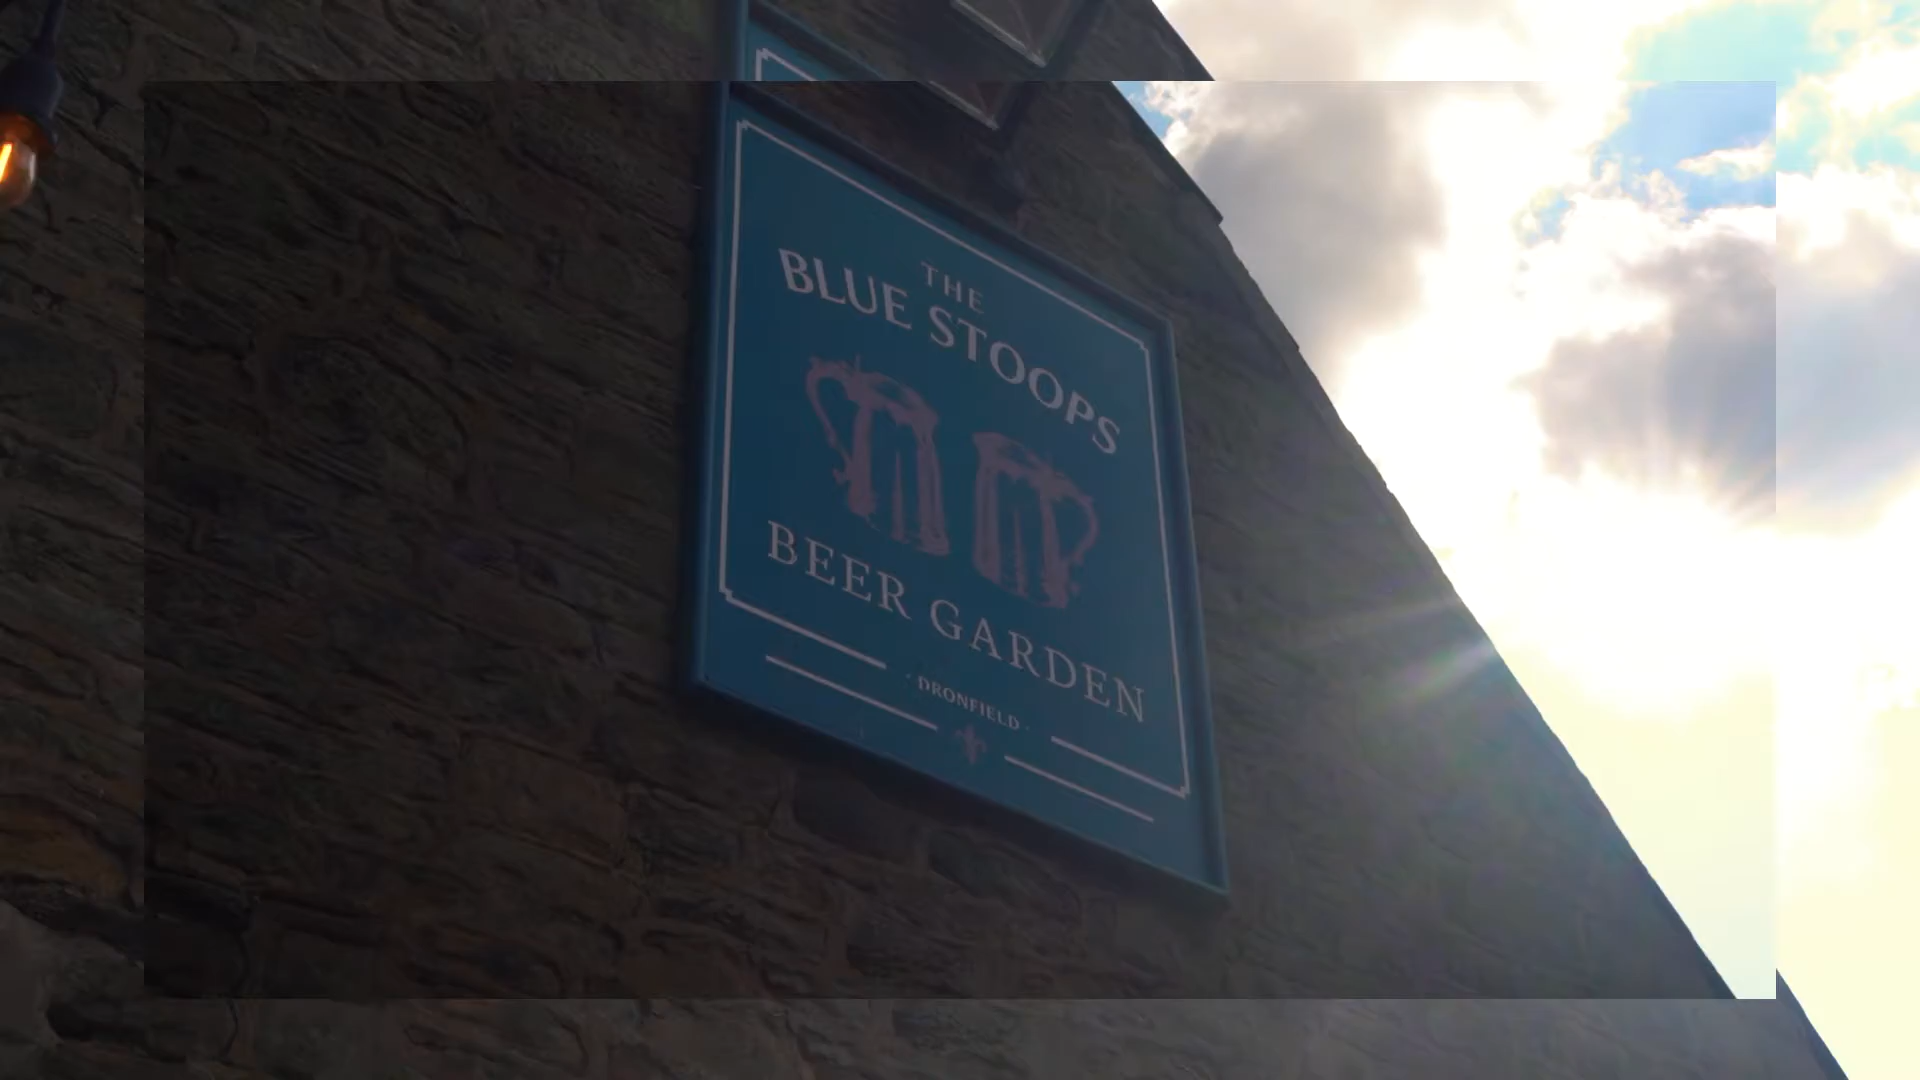 THE
BLUE STOOPS
BEER GARDEN
· DRONFIELD ·